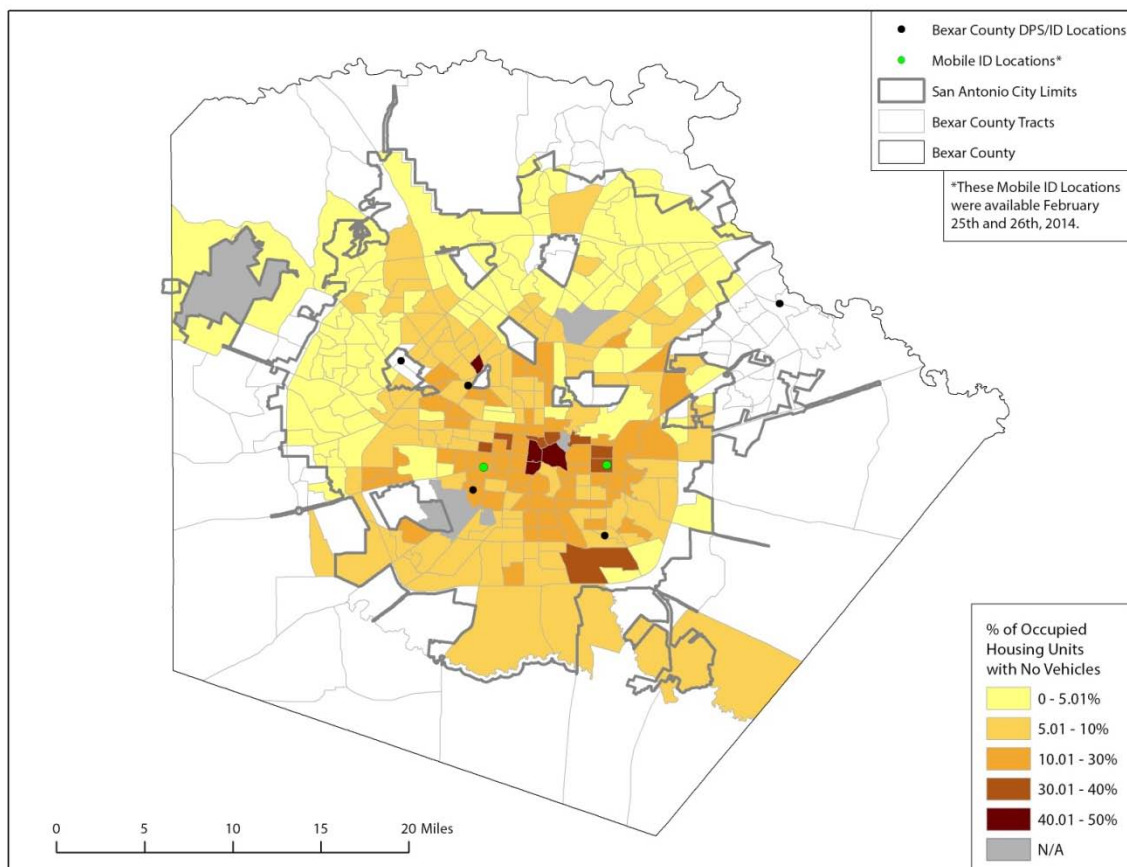 Bexar County DPS/ID Locations
Mobile ID Locations*
San Antonio City Limits
Bexar County Tracts
Bexar County
*These Mobile ID Locations
were available February
25th and 26th, 2014.
% of Occupied
Housing Units
with No Vehicles
0 - 5.01%
5.01 - 10%
10.01 - 30%
30.01 - 40%
40.01 - 50%
N/A
0 5 10 15 20 Miles